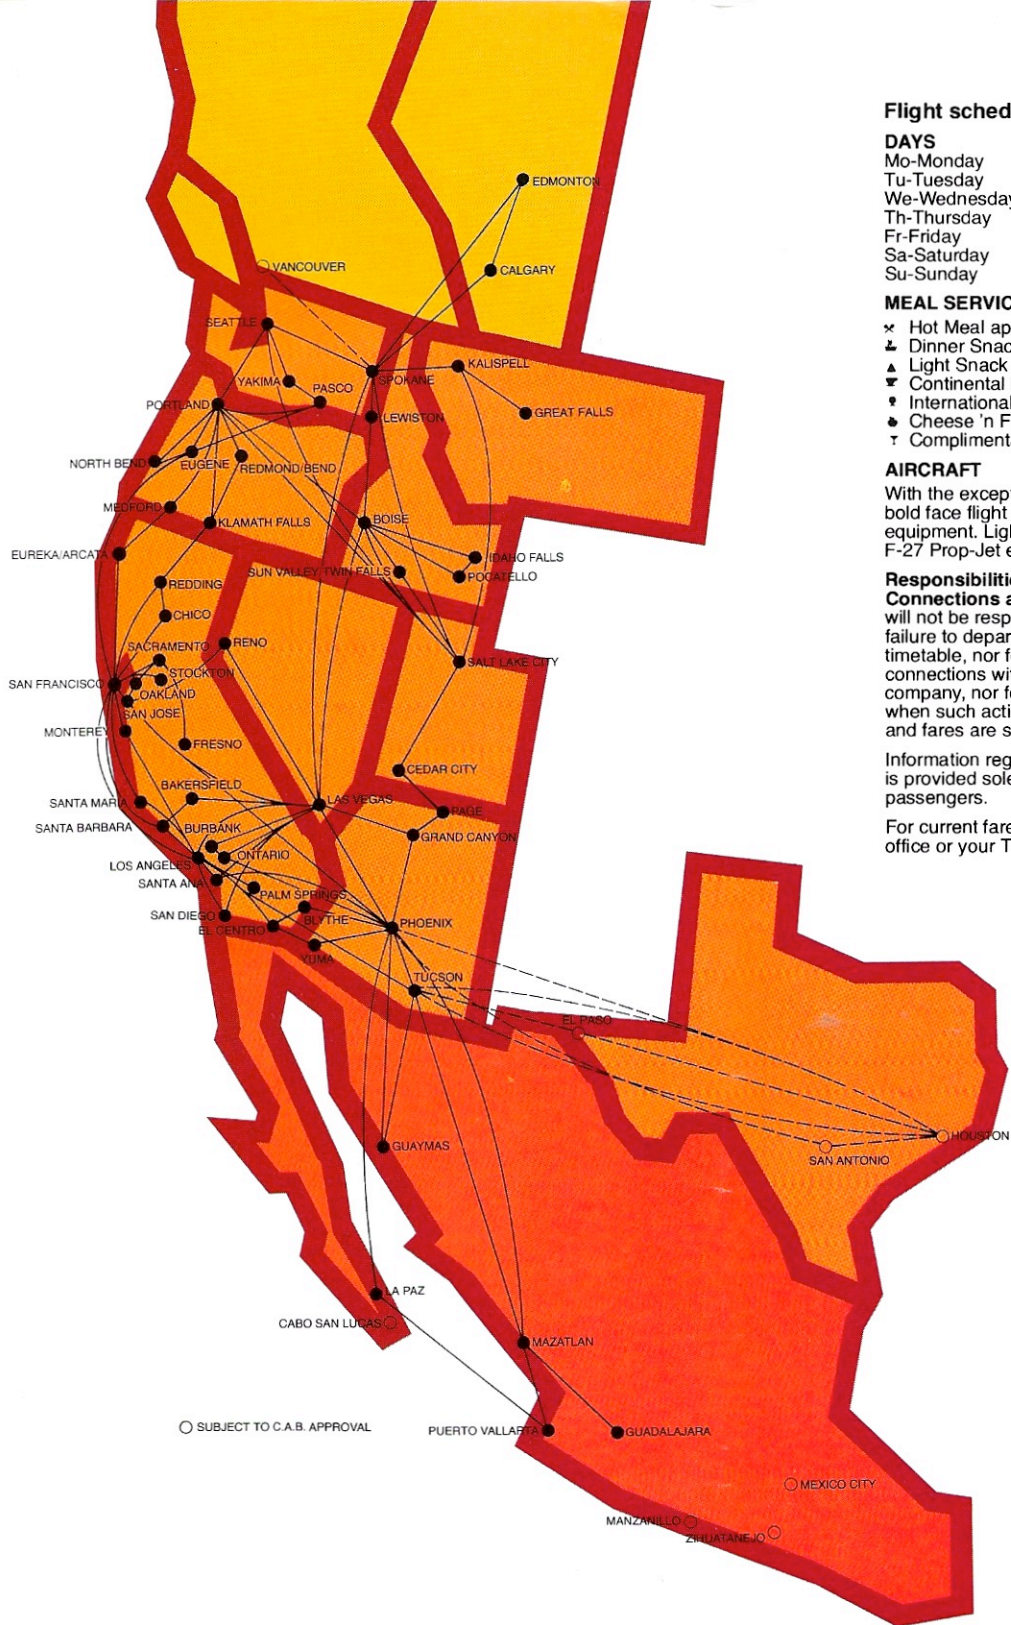 EDMONTON
VANCOUVER
CALGARY
SEATTLE
KALISPELL
YAKIMA
SPOKANE
PASCO
PORTLAND
GREAT FALLS
LEWISTON
NORTH BEND
EUGENE
REDMOND/BEND
MEDFORD
KLAMATH FALLS
BOISE
EUREKA/ARCATA
IDAHO FALLS
SUN VALLEY/TWIN FALLS
POCATELLO
REDDING
CHICO
SACRAMENTO
RENO
STOCKTON
SALT LAKE CITY
SAN FRANCISCO
OAKLAND
SAN JOSE
MONTEREY
FRESNO
CEDAR CITY
BAKERSFIELD
SANTA MARIA
LAS VEGAS
PAGE
SANTA BARBARA
BURBANK
GRAND CANYON
ONTARIO
LOS ANGELES
SANTA ANA
PALM SPRINGS
SAN DIEGO
BLYTHE
PHOENIX
EL CENTRO
YUMA
TUCSON
EL PASO
HOUSTON
GUAYMAS
SAN ANTONIO
LA PAZ
CABO SAN LUCAS
MAZATLAN
SUBJECT TO C.A.B. APPROVAL
PUERTO VALLARTA
GUADALAJARA
MEXICO CITY
MANZANILLO
ZIHUATANEJO
Flight sched
DAYS
Mo-Monday
Tu-Tuesday
We-Wednesday
Th-Thursday
Fr-Friday
Sa-Saturday
Su-Sunday
MEAL SERVIC
Hot Meal ap
Dinner Snac
Light Snack
Continental
International
Cheese 'n F
Compliment
AIRCRAFT
With the except
bold face flight
equipment. Ligh
F-27 Prop-Jet e
Responsibilitie
Connections a
will not be resp
failure to depar
timetable, nor fo
connections wit
company, nor fo
when such acti
and fares are s
Information reg
is provided sole
passengers.
For current fare
office or your T